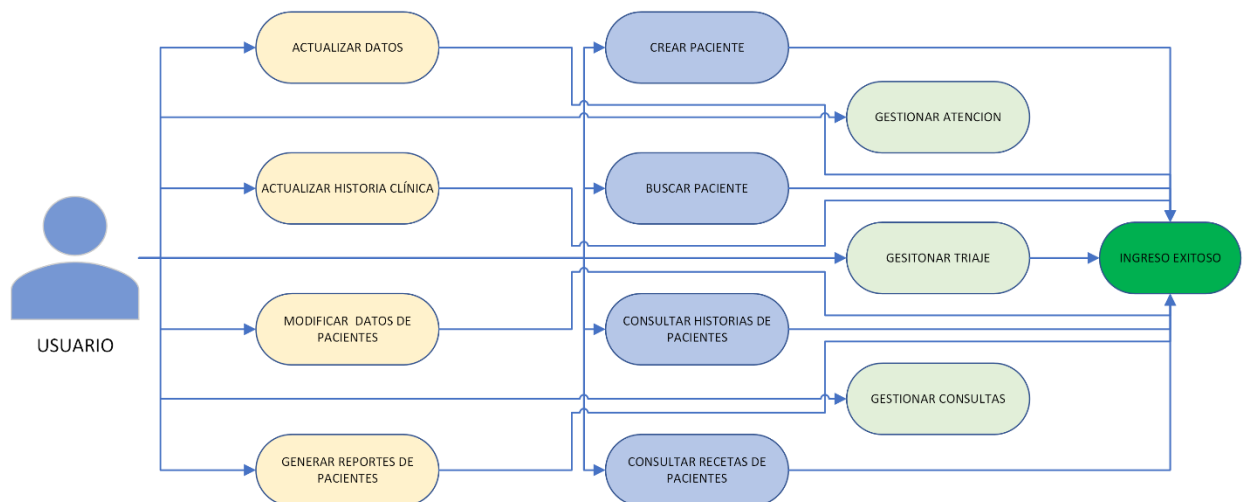 ACTUALIZAR DATOS
CREAR PACIENTE
GESTIONAR ATENCION
ACTUALIZAR HISTORIA CLÍNICA
BUSCAR PACIENTE
GESITONAR TRIAJE
INGRESO EXITOSO
USUARIO
MODIFICAR DATOS DE
PACIENTES
CONSULTAR HISTORIAS DE
PACIENTES
GESTIONAR CONSULTAS
GENERAR REPORTES DE
PACIENTES
CONSULTAR RECETAS DE
PACIENTES